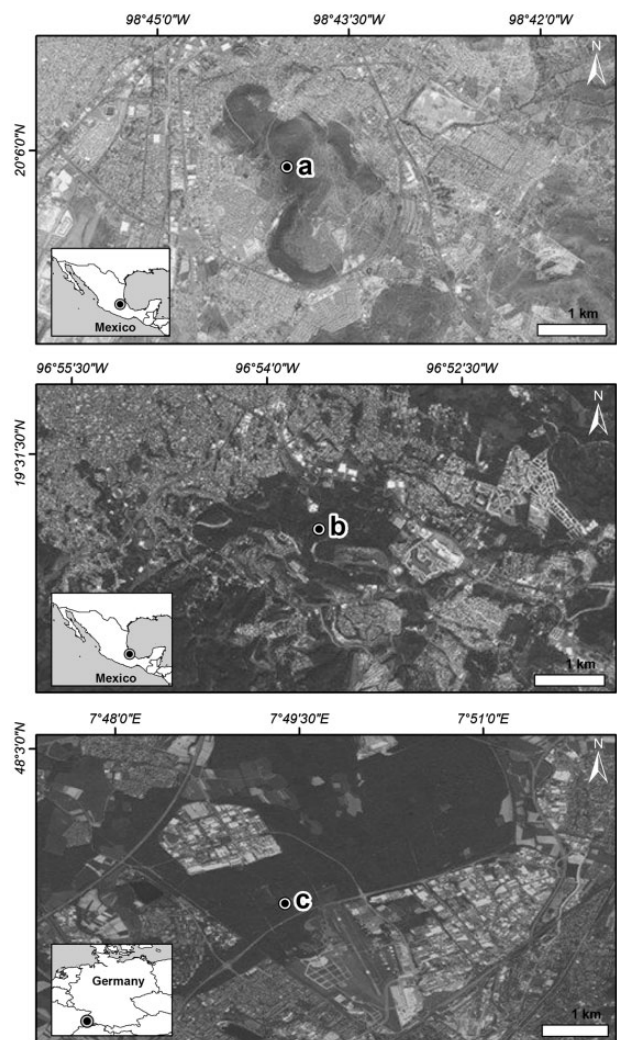 98°45'0"W 98°43'30"W 98°42'0"W
N
20°6'0"N
a
Mexico
1 km
96°55'30"W 96°54'0"W 96°52'30"W
N
19°31'30"N
b
Mexico
1 km
7°48'0"E 7°49'30"E 7°51'0"E
48°3'0"N
N
c
Germany
1 km